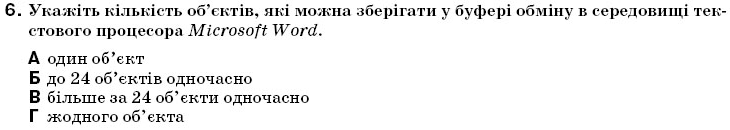 6. Укажіть кількість об’єктів, які можна зберігати у буфері обміну в середовищі тек-
стового процесора Microsoft Word.
А один об’єкт
Б до 24 об’єктів одночасно
В більше за 24 об’єкти одночасно
Г жодного об’єкта